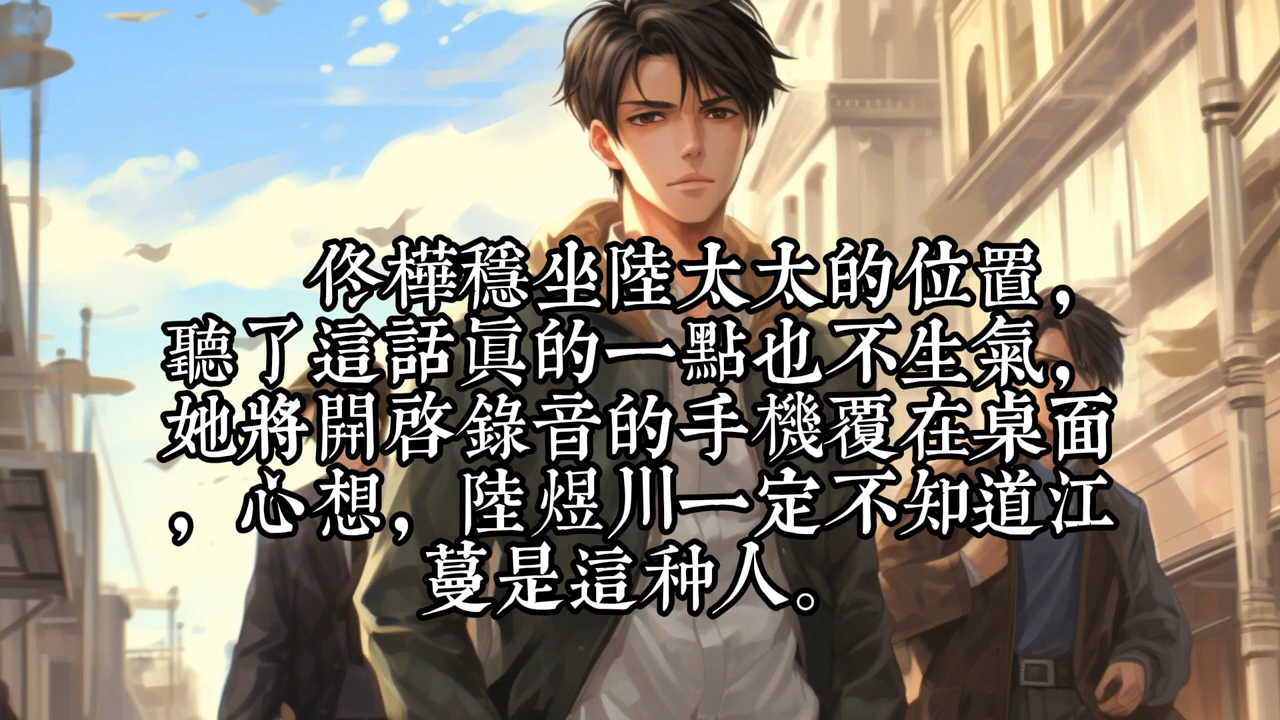 佟樺穩坐陸太太的位置，
聽了這話眞的一點也不生氣，
她將開啓錄音的手機覆在桌面
，心想，陸煜川一定不知道江
蔓是這种人。